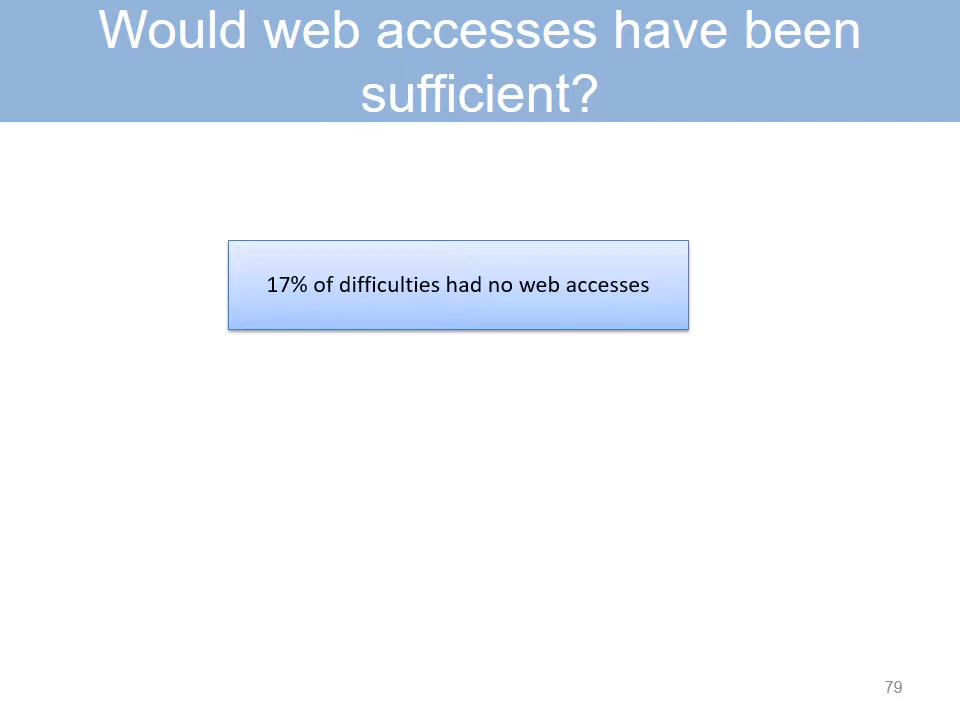 Would web accesses have been
sufficient?
17% of difficulties had no web accesses
79